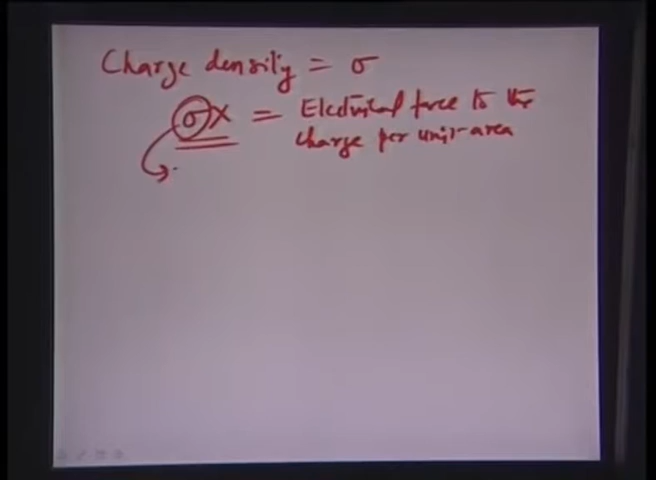 Charge density = σ
σX = Electrical force to the
charge per unit area